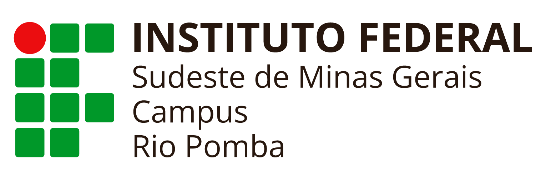 INSTITUTO FEDERAL
Sudeste de Minas Gerais
Campus
Rio Pomba